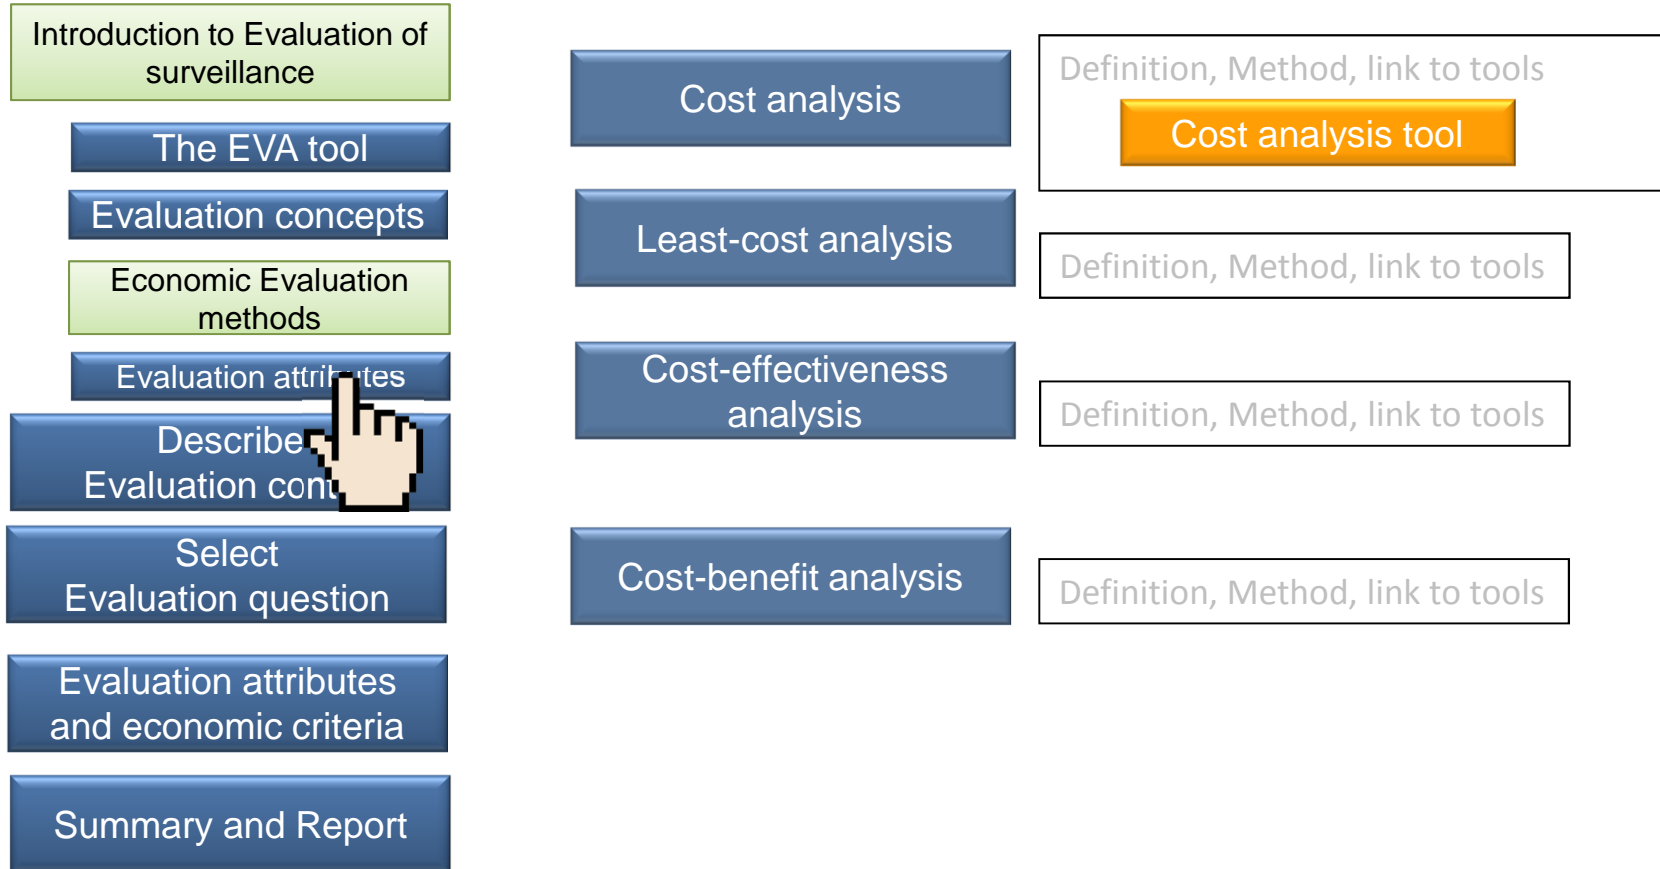 Introduction to Evaluation of
surveillance
The EVA tool
Evaluation concepts
Economic Evaluation
methods
Evaluation attributes
Describe
Evaluation
Select
Evaluation question
Evaluation attributes
and economic criteria
Summary and Report
Cost analysis
Definition, Method, link to tools
Cost analysis tool
Least-cost analysis
Definition, Method, link to tools
Cost-effectiveness
analysis
Definition, Method, link to tools
Cost-benefit analysis
Definition, Method, link to tools